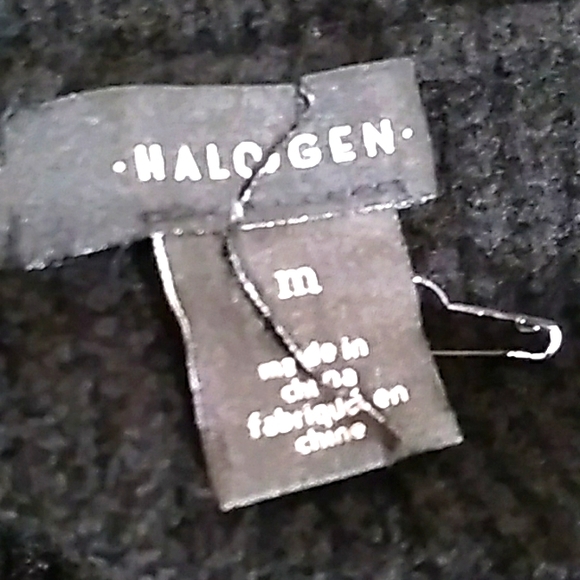 ·HALOGEN·
m
made in
china
fabriqué en
chine